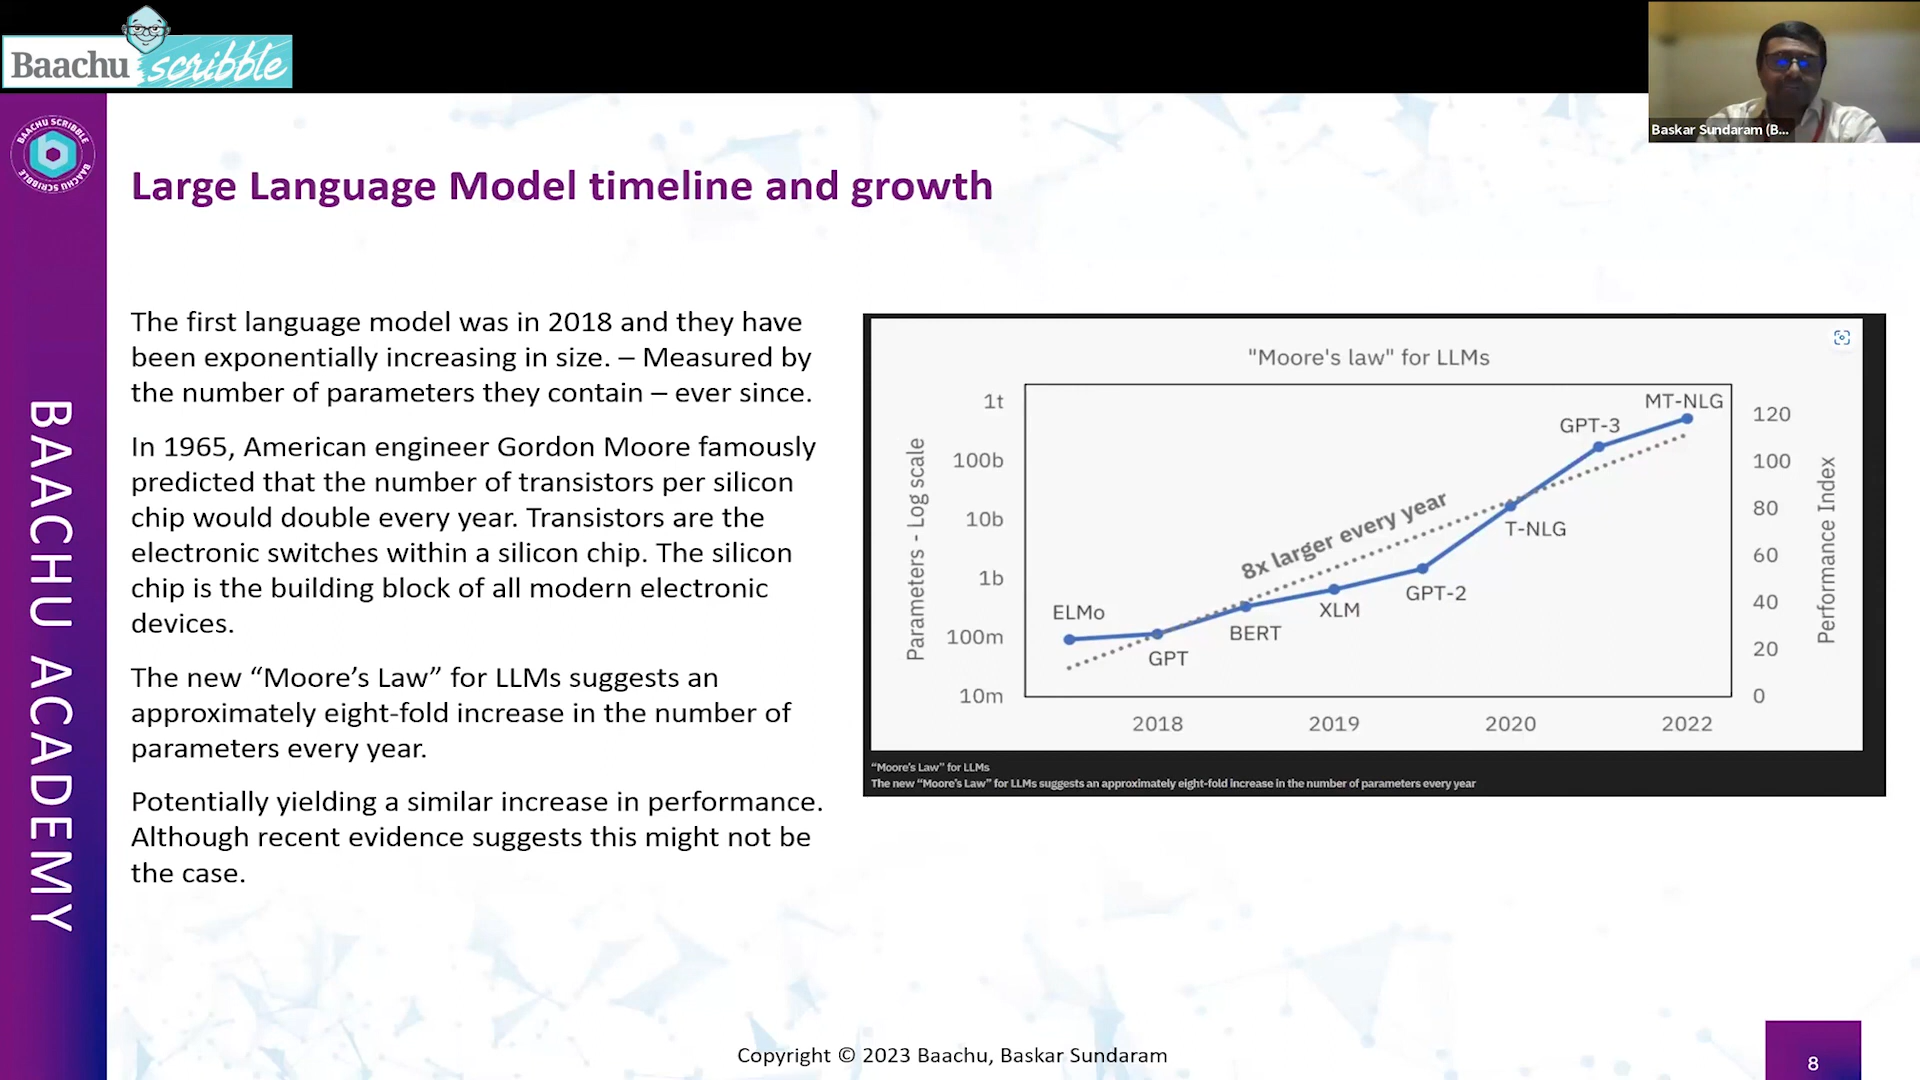 Baachu scribble
Baskar Sundaram (B...
BAACHU SCRIBBLE
BAACHU SCRIBBLE
BAACHU ACADEMY
Large Language Model timeline and growth
The first language model was in 2018 and they have
been exponentially increasing in size. – Measured by
the number of parameters they contain – ever since.
In 1965, American engineer Gordon Moore famously
predicted that the number of transistors per silicon
chip would double every year. Transistors are the
electronic switches within a silicon chip. The silicon
chip is the building block of all modern electronic
devices.
The new “Moore’s Law” for LLMs suggests an
approximately eight-fold increase in the number of
parameters every year.
Potentially yielding a similar increase in performance.
Although recent evidence suggests this might not be
the case.
"Moore's law" for LLMs
Parameters - Log scale
1t
100b
10b
1b
100m
10m
ELMo
GPT
BERT
XLM
GPT-2
T-NLG
GPT-3
MT-NLG
8x larger every year
120
100
80
60
40
20
0
Performance Index
2018
2019
2020
2022
“Moore’s Law” for LLMs
The new “Moore’s Law” for LLMs suggests an approximately eight-fold increase in the number of parameters every year
Copyright © 2023 Baachu, Baskar Sundaram
8